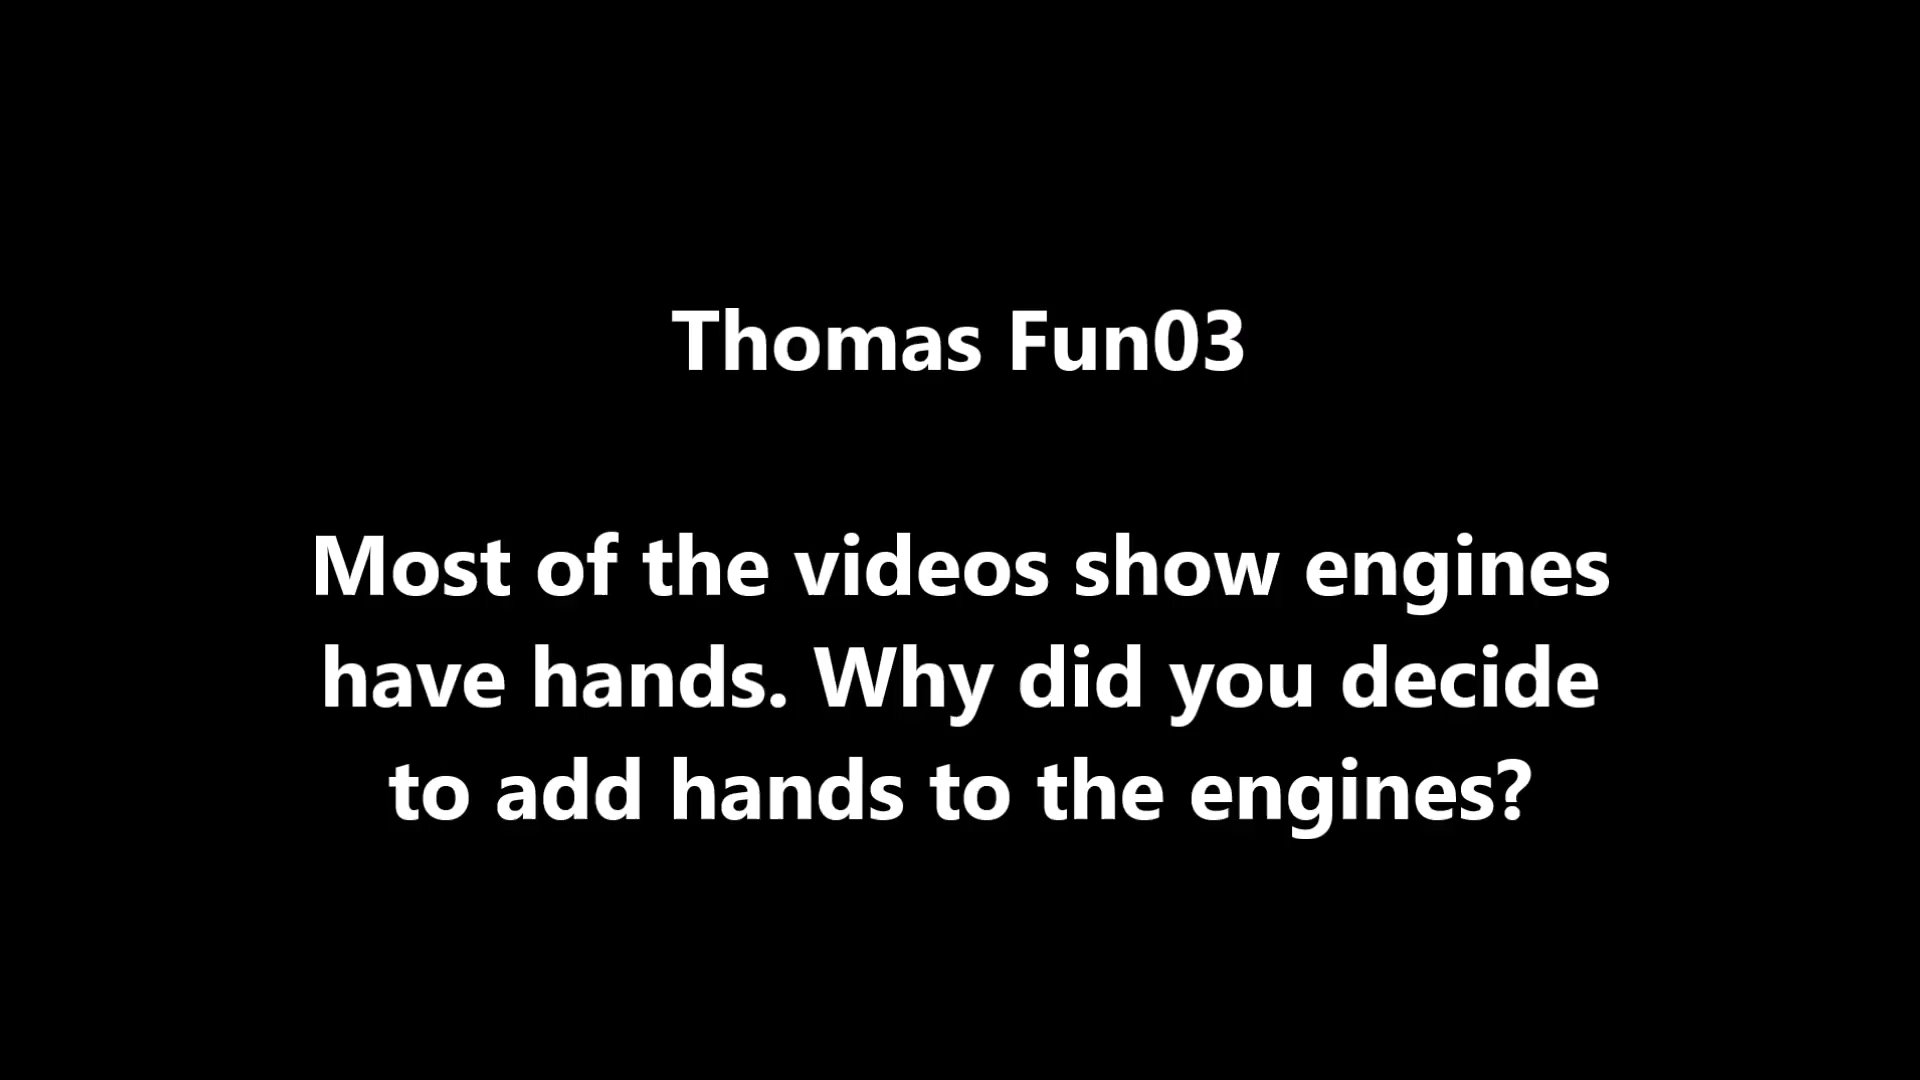 Thomas Fun03
Most of the videos show engines
have hands. Why did you decide
to add hands to the engines?